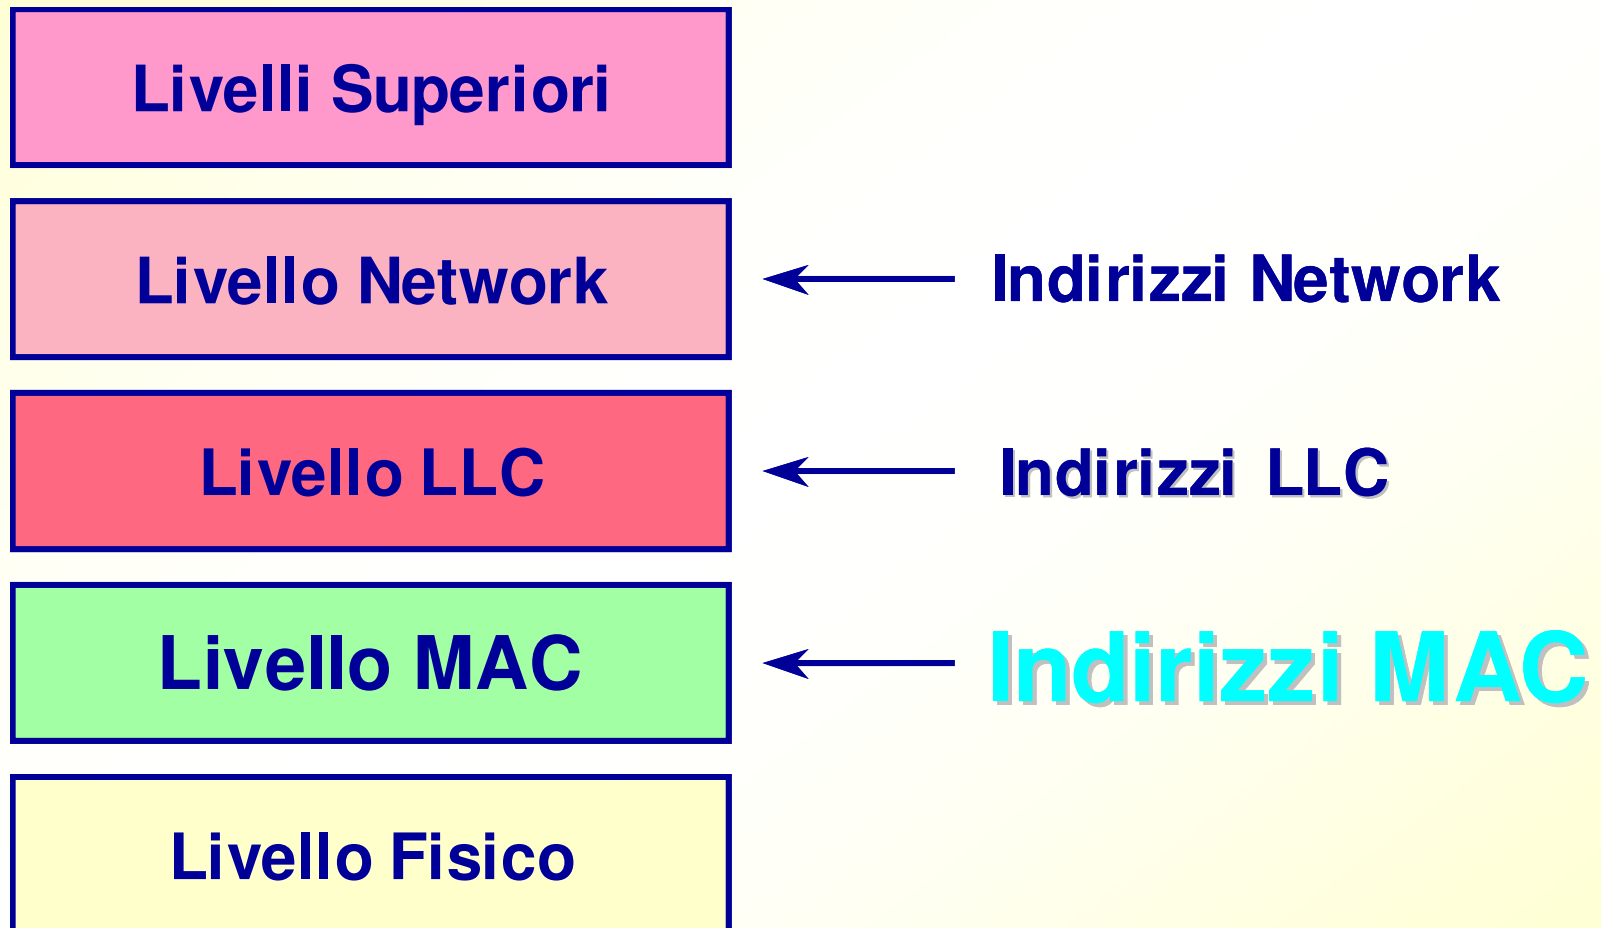 Livelli Superiori
Livello Network
Indirizzi Network
Livello LLC
Indirizzi LLC
Livello MAC
Indirizzi MAC
Livello Fisico